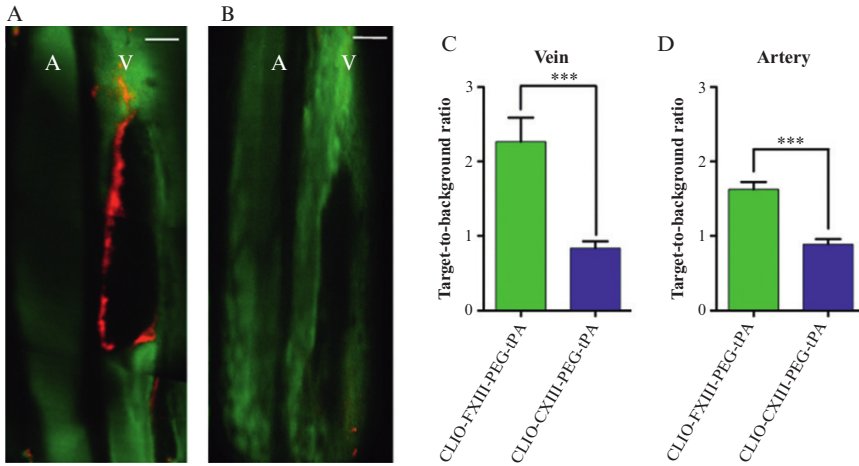 A
A
V
B
A
V
C
Vein
***
Target-to-background ratio
3
2
1
0
CLIO-FXIII-PEG-tPA
CLIO-CXIII-PEG-tPA
D
Artery
***
Target-to-background ratio
3
2
1
0
CLIO-FXIII-PEG-tPA
CLIO-CXIII-PEG-tPA